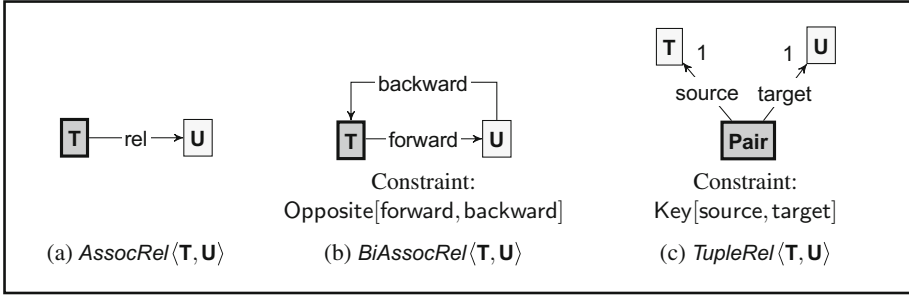 T 1 1 U
backward
source target
T rel U T forward U Pair
Constraint: Constraint:
Opposite[forward, backward] Key[source, target]
(a) AssocRel⟨T, U⟩ (b) BiAssocRel⟨T, U⟩ (c) TupleRel⟨T, U⟩